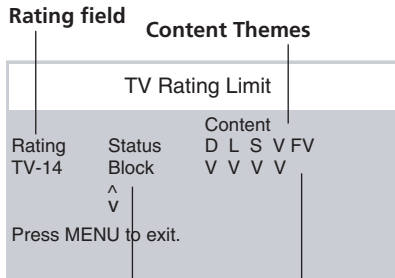 Rating field
Content Themes
TV Rating Limit
Content
Rating Status D L S V FV
TV-14 Block V V V V
^
v
Press MENU to exit.